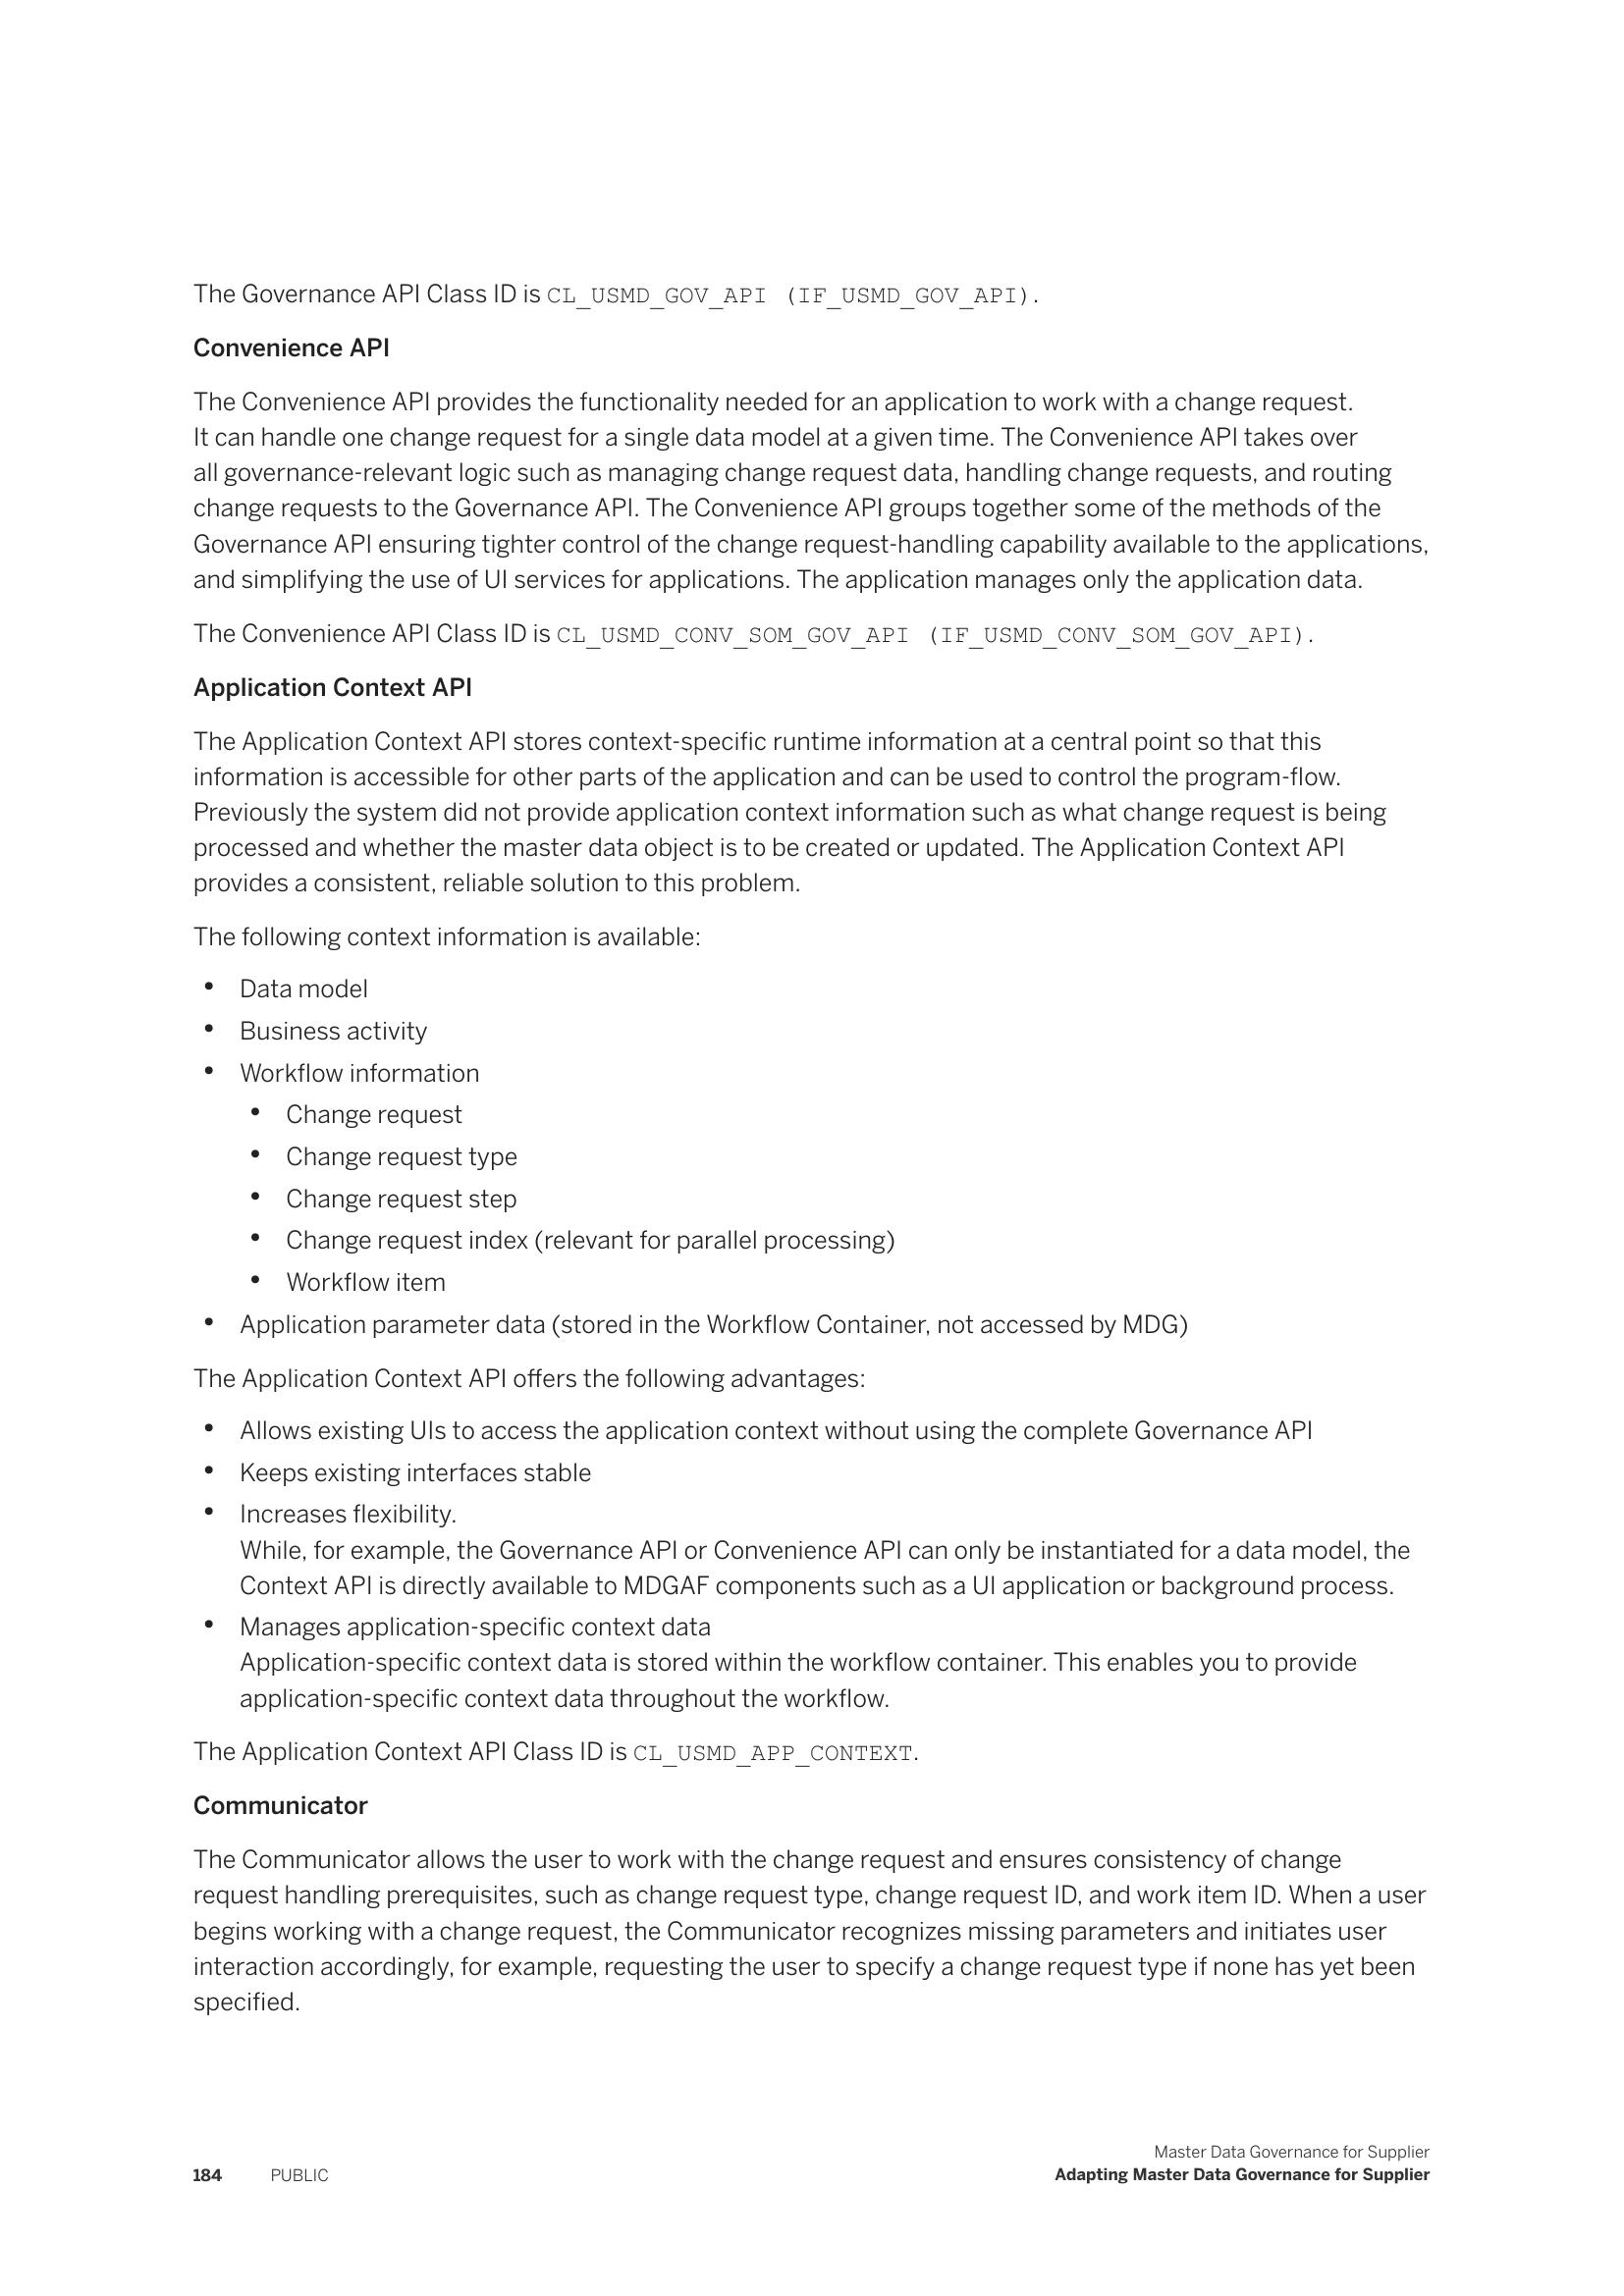 The Governance API Class ID is CL_USMD_GOV_API (IF_USMD_GOV_API).
Convenience API
The Convenience API provides the functionality needed for an application to work with a change request.
It can handle one change request for a single data model at a given time. The Convenience API takes over
all governance-relevant logic such as managing change request data, handling change requests, and routing
change requests to the Governance API. The Convenience API groups together some of the methods of the
Governance API ensuring tighter control of the change request-handling capability available to the applications,
and simplifying the use of UI services for applications. The application manages only the application data.
The Convenience API Class ID is CL_USMD_CONV_SOM_GOV_API (IF_USMD_CONV_SOM_GOV_API).
Application Context API
The Application Context API stores context-specific runtime information at a central point so that this
information is accessible for other parts of the application and can be used to control the program-flow.
Previously the system did not provide application context information such as what change request is being
processed and whether the master data object is to be created or updated. The Application Context API
provides a consistent, reliable solution to this problem.
The following context information is available:
• Data model
• Business activity
• Workflow information
• Change request
• Change request type
• Change request step
• Change request index (relevant for parallel processing)
• Workflow item
• Application parameter data (stored in the Workflow Container, not accessed by MDG)
The Application Context API offers the following advantages:
• Allows existing UIs to access the application context without using the complete Governance API
• Keeps existing interfaces stable
• Increases flexibility.
While, for example, the Governance API or Convenience API can only be instantiated for a data model, the
Context API is directly available to MDGAF components such as a UI application or background process.
• Manages application-specific context data
Application-specific context data is stored within the workflow container. This enables you to provide
application-specific context data throughout the workflow.
The Application Context API Class ID is CL_USMD_APP_CONTEXT.
Communicator
The Communicator allows the user to work with the change request and ensures consistency of change
request handling prerequisites, such as change request type, change request ID, and work item ID. When a user
begins working with a change request, the Communicator recognizes missing parameters and initiates user
interaction accordingly, for example, requesting the user to specify a change request type if none has yet been
specified.
Master Data Governance for Supplier
184 PUBLIC Adapting Master Data Governance for Supplier